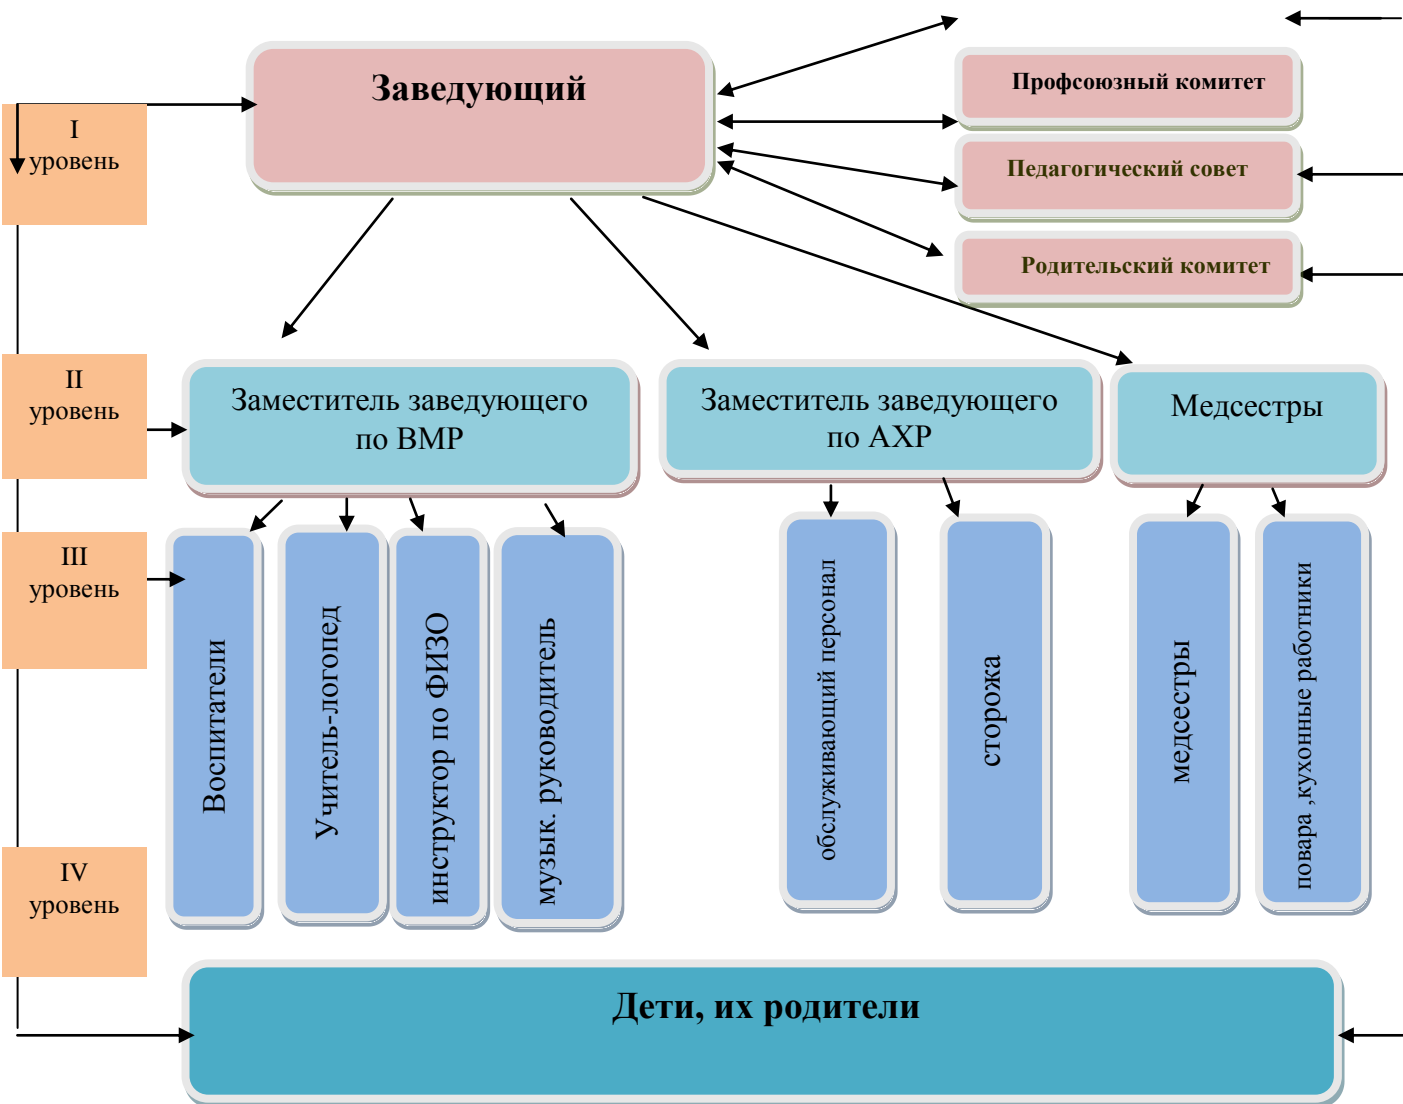 Заведующий
Профсоюзный комитет
Педагогический совет
Родительский комитет
I
уровень
II
уровень
Заместитель заведующего
по ВМР
Заместитель заведующего
по АХР
Медсестры
III
уровень
Воспитатели
Учитель-логопед
инструктор по ФИЗО
музык. руководитель
обслуживающий персонал
сторожа
медсестры
повара ,кухонные работники
IV
уровень
Дети, их родители